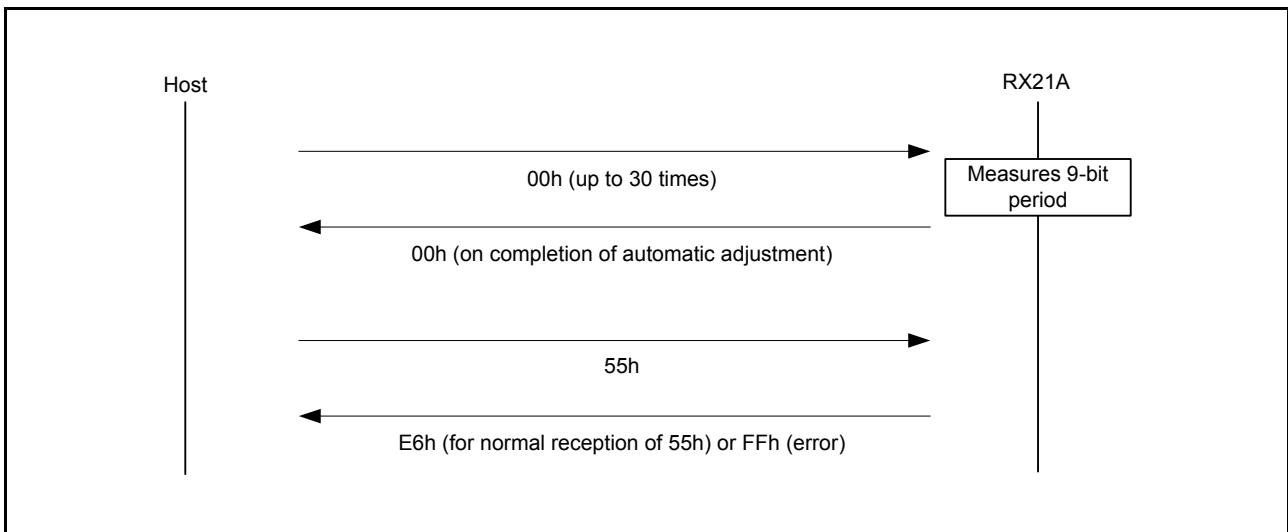 Host
RX21A
00h (up to 30 times)
Measures 9-bit
period
00h (on completion of automatic adjustment)
55h
E6h (for normal reception of 55h) or FFh (error)